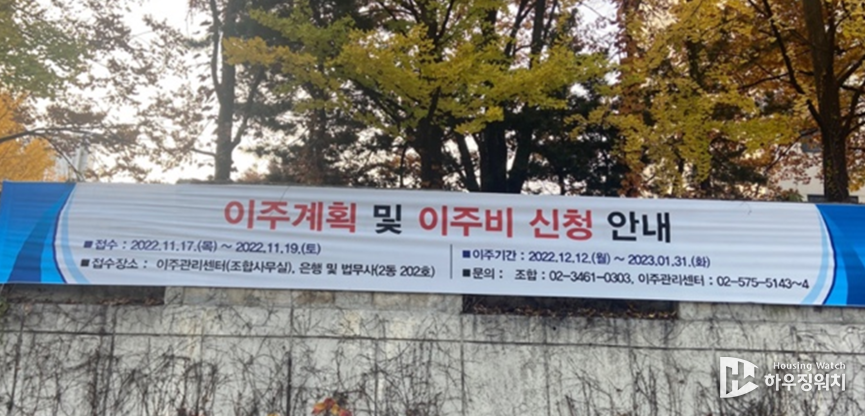 이주계획 및 이주비 신청 안내
■접수 : 2022.11.17.(목) ~ 2022.11.19.(토)
■접수장소 : 이주관리센터(조합사무실), 은행 및 법무사(2동 202호)
■이주기간 : 2022.12.12.(월) ~ 2023.01.31.(화)
■문의 : 조합 : 02-3461-0303, 이주관리센터 : 02-575-5143~4
Housing Watch
하우징워치